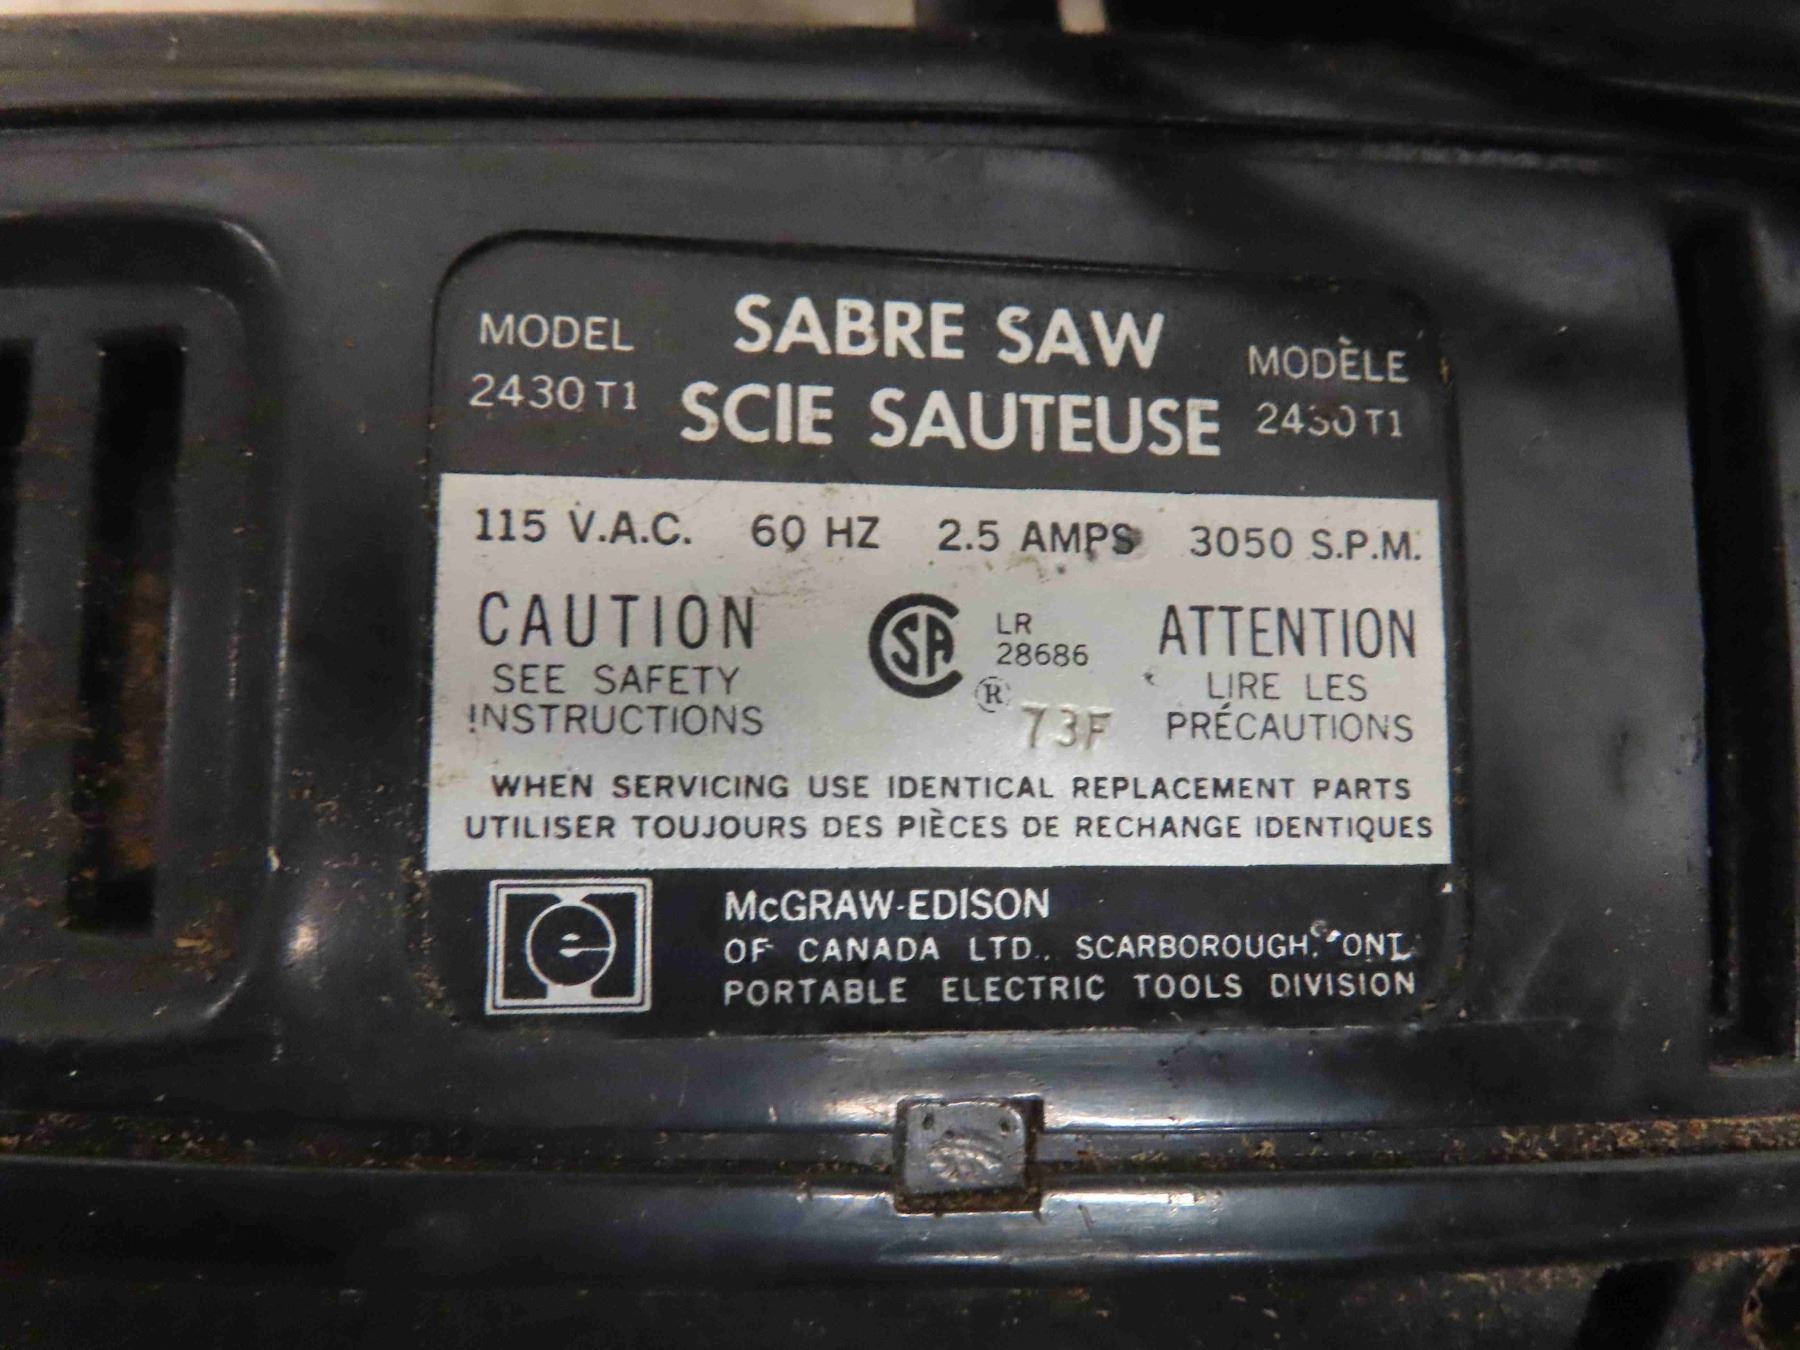 MODEL
2430 T1
SABRE SAW
SCIE SAUTEUSE
MODÈLE
2430 T1
115 V.A.C. 60 HZ 2.5 AMPS 3050 S.P.M.
CAUTION
SEE SAFETY
INSTRUCTIONS
CSA
LR
28686
®
73F
ATTENTION
LIRE LES
PRÉCAUTIONS
WHEN SERVICING USE IDENTICAL REPLACEMENT PARTS
UTILISER TOUJOURS DES PIÈCES DE RECHANGE IDENTIQUES
e
McGRAW-EDISON
OF CANADA LTD., SCARBOROUGH, ONT.
PORTABLE ELECTRIC TOOLS DIVISION